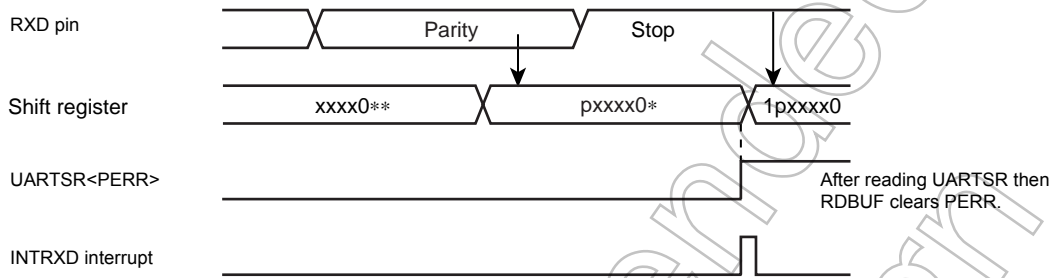 RXD pin
Parity
Stop
Shift register
xxxx0**
pxxxx0*
1pxxxx0
UARTSR<PERR>
After reading UARTSR then
RDBUF clears PERR.
INTRXD interrupt